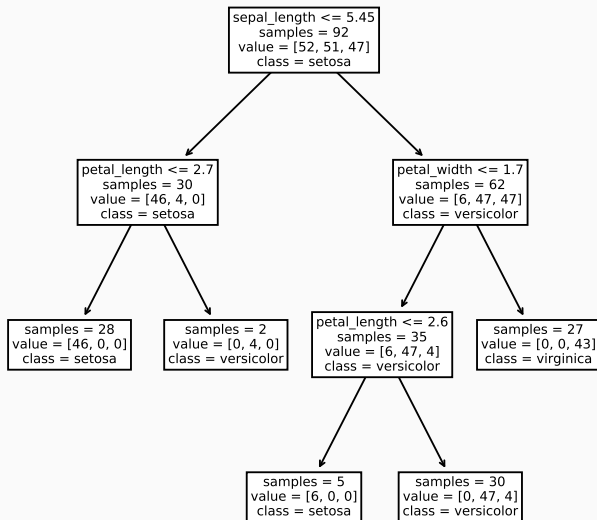 sepal_length <= 5.45
samples = 92
value = [52, 51, 47]
class = setosa
petal_length <= 2.7
samples = 30
value = [46, 4, 0]
class = setosa
petal_width <= 1.7
samples = 62
value = [6, 47, 47]
class = versicolor
samples = 28
value = [46, 0, 0]
class = setosa
samples = 2
value = [0, 4, 0]
class = versicolor
petal_length <= 2.6
samples = 35
value = [6, 47, 4]
class = versicolor
samples = 27
value = [0, 0, 43]
class = virginica
samples = 5
value = [6, 0, 0]
class = setosa
samples = 30
value = [0, 47, 4]
class = versicolor